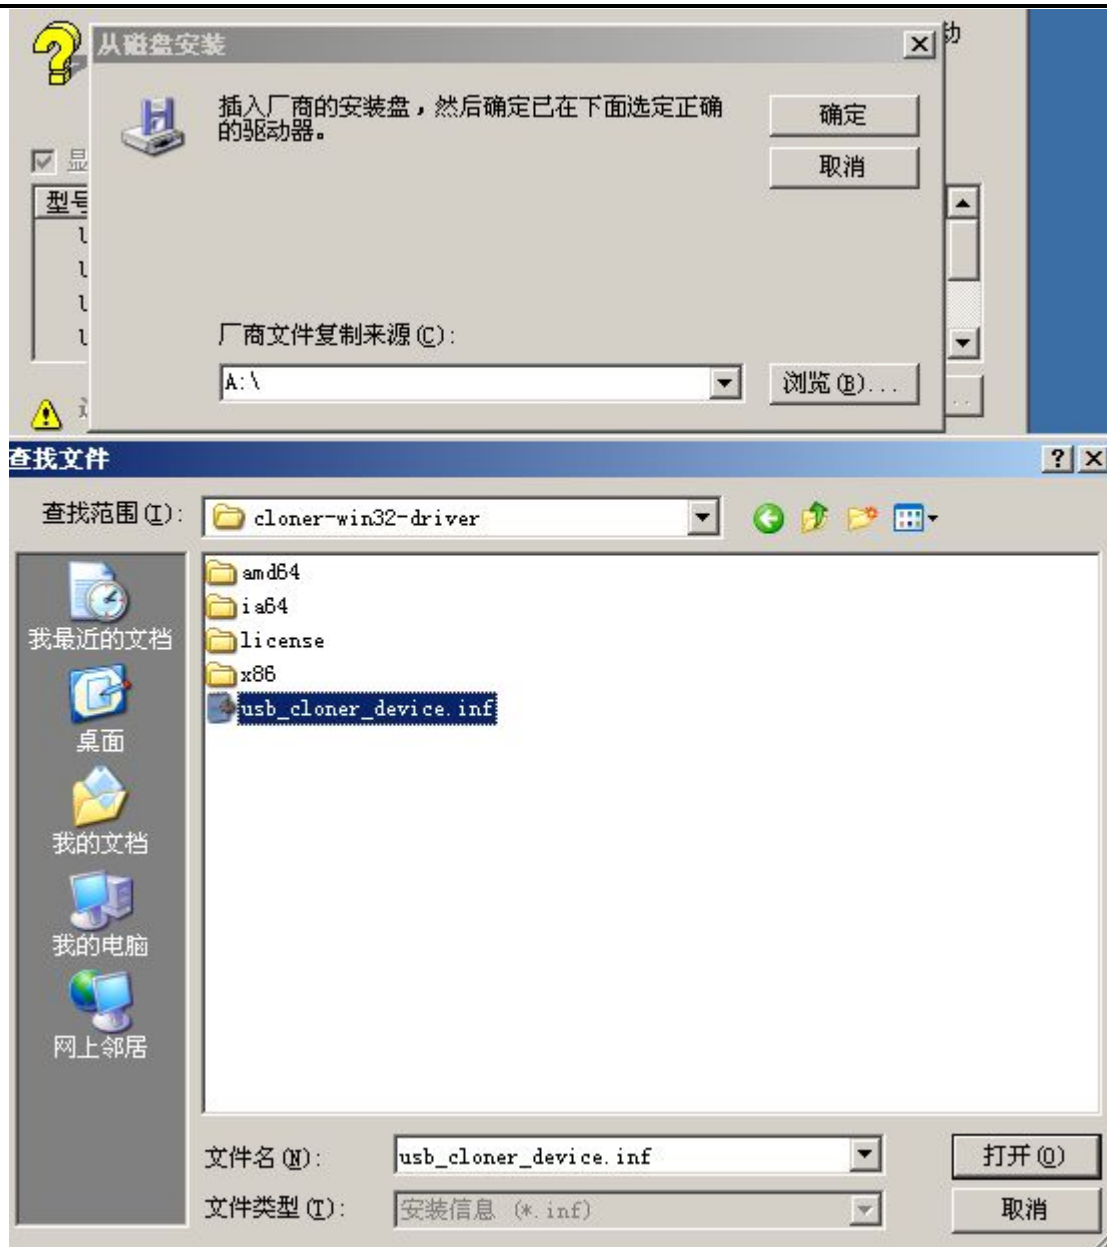 从磁盘安装
动
插入厂商的安装盘，然后确定已在下面选定正确
的驱动器。
确定
取消
显
型号
厂商文件复制来源(C):
A:\
浏览(B)...
查找文件
查找范围(I):
cloner-win32-driver
amd64
ia64
license
x86
usb_cloner_device.inf
我最近的文档
桌面
我的文档
我的电脑
网上邻居
文件名(N):
usb_cloner_device.inf
打开(O)
文件类型(T):
安装信息 (*.inf)
取消